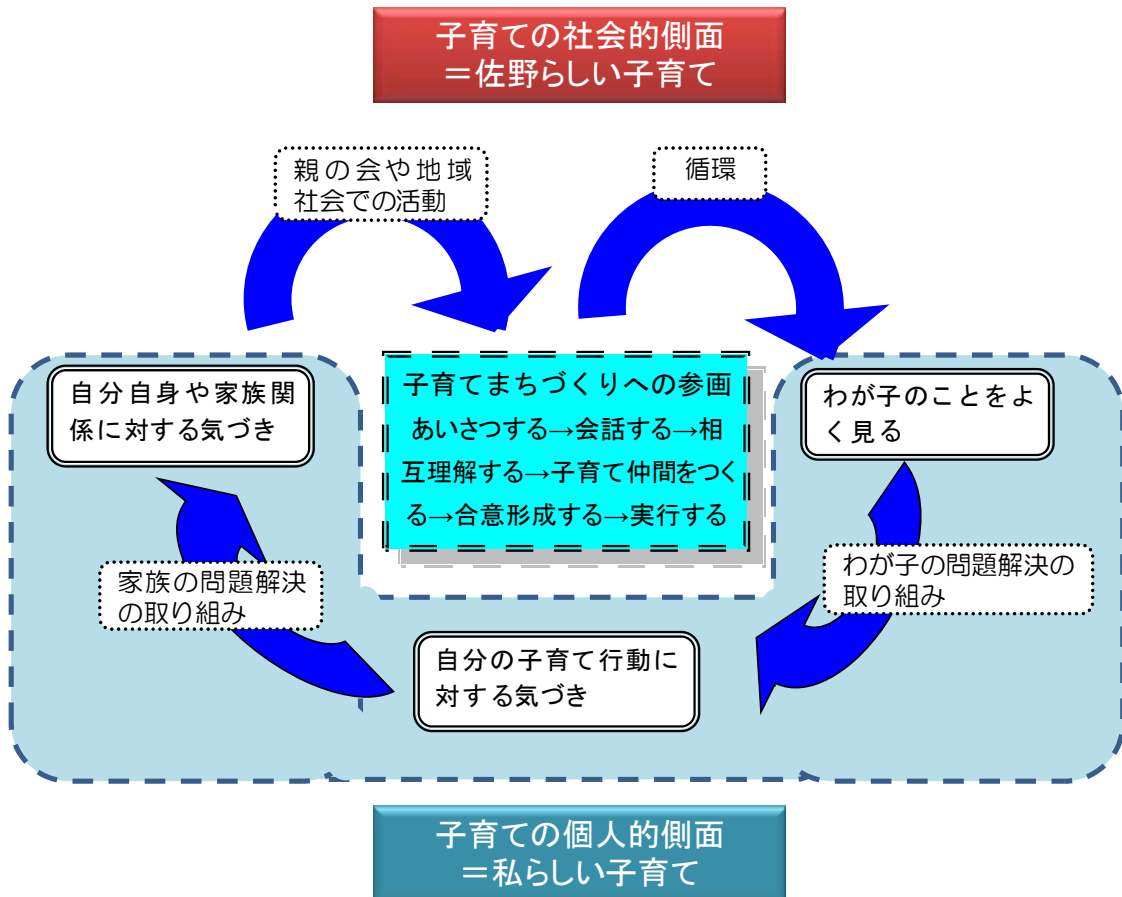 子育ての社会的側面
＝佐野らしい子育て
親の会や地域
社会での活動
循環
自分自身や家族関
係に対する気づき
子育てまちづくりへの参画
あいさつする→会話する→相
互理解する→子育て仲間をつく
る→合意形成する→実行する
わが子のことをよ
く見る
家族の問題解決
の取り組み
わが子の問題解決の
取り組み
自分の子育て行動に
対する気づき
子育ての個人的側面
＝私らしい子育て